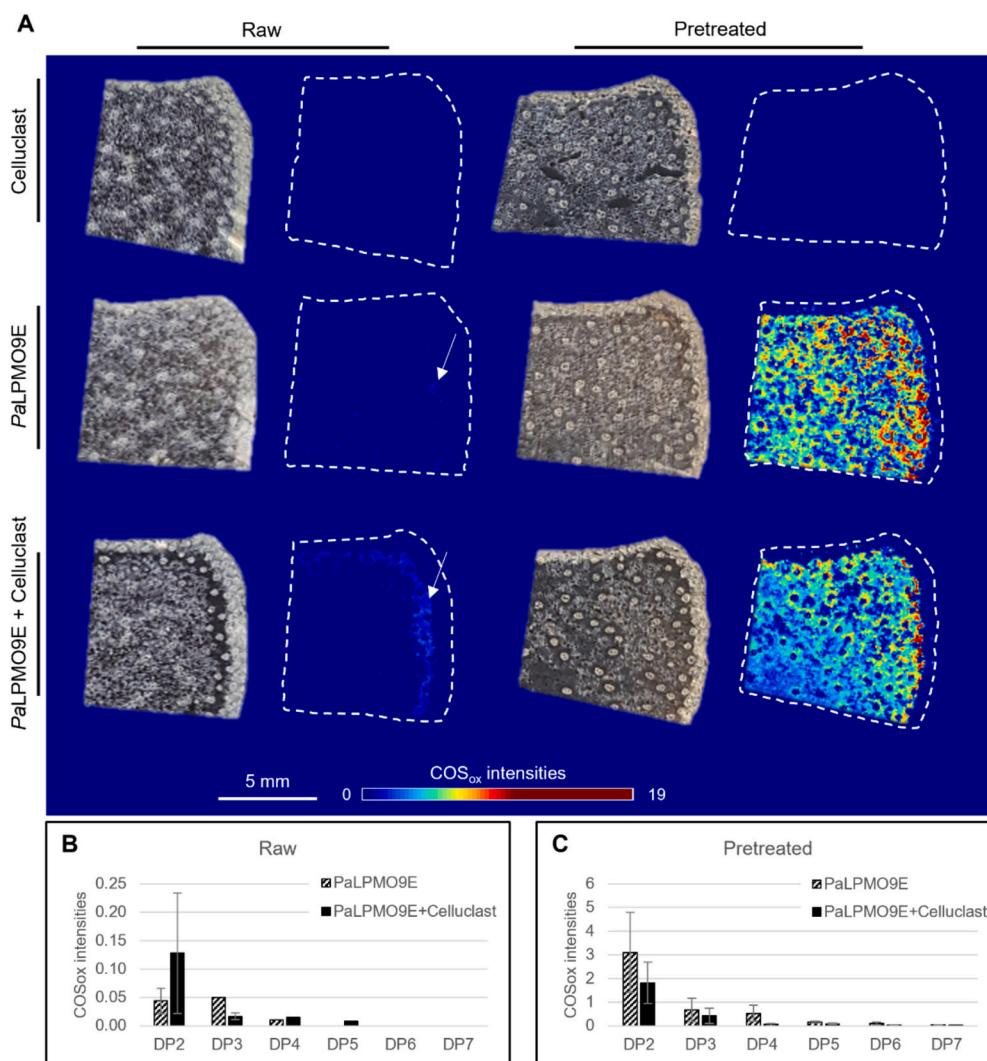 A
Raw
Pretreated
Celluclast
PaLPMO9E
PaLPMO9E + Celluclast
COSox intensities
5 mm
0
19
B
Raw
0.25
0.20
0.15
0.10
0.05
0.00
COSox intensities
PaLPMO9E
PaLPMO9E+Celluclast
DP2 DP3 DP4 DP5 DP6 DP7
C
Pretreated
6
5
4
3
2
1
0
COSox intensities
PaLPMO9E
PaLPMO9E+Celluclast
DP2 DP3 DP4 DP5 DP6 DP7